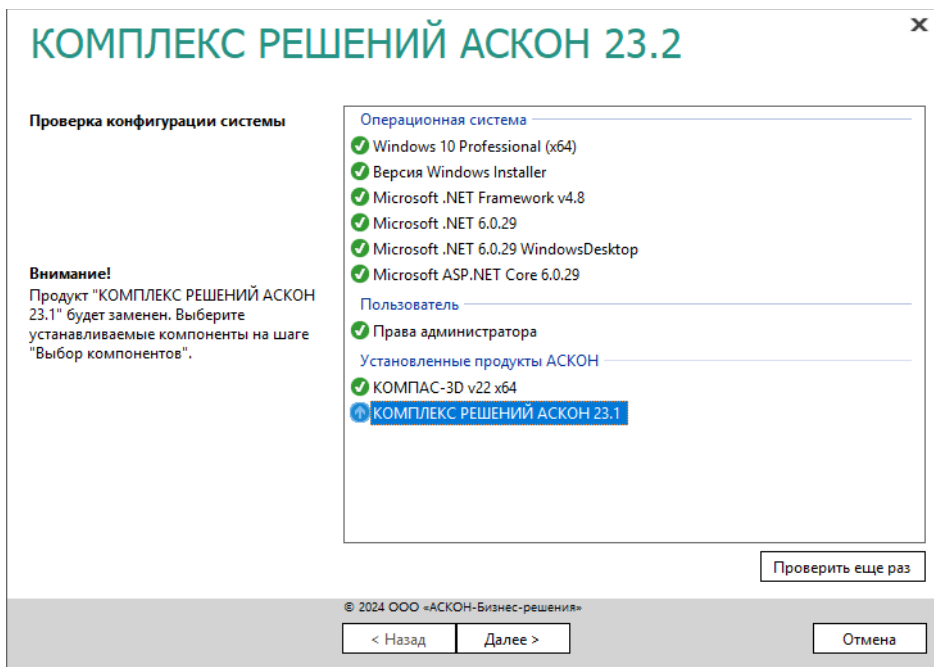 КОМПЛЕКС РЕШЕНИЙ АСКОН 23.2
Проверка конфигурации системы
Внимание!
Продукт "КОМПЛЕКС РЕШЕНИЙ АСКОН
23.1" будет заменен. Выберите
устанавливаемые компоненты на шаге
"Выбор компонентов".
Операционная система
Windows 10 Professional (x64)
Версия Windows Installer
Microsoft .NET Framework v4.8
Microsoft .NET 6.0.29
Microsoft .NET 6.0.29 WindowsDesktop
Microsoft ASP.NET Core 6.0.29
Пользователь
Права администратора
Установленные продукты АСКОН
КОМПАС-3D v22 x64
КОМПЛЕКС РЕШЕНИЙ АСКОН 23.1
Проверить еще раз
© 2024 ООО «АСКОН-Бизнес-решения»
< Назад
Далее >
Отмена